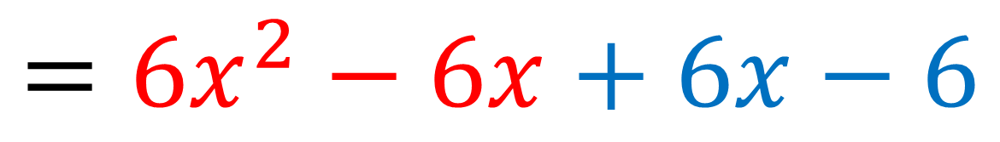 = 6x² − 6x + 6x − 6